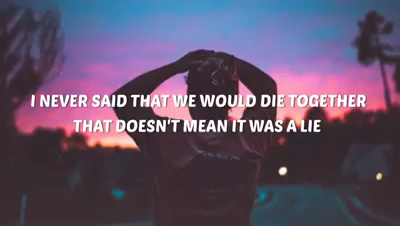 I NEVER SAID THAT WE WOULD DIE TOGETHER
THAT DOESN'T MEAN IT WAS A LIE